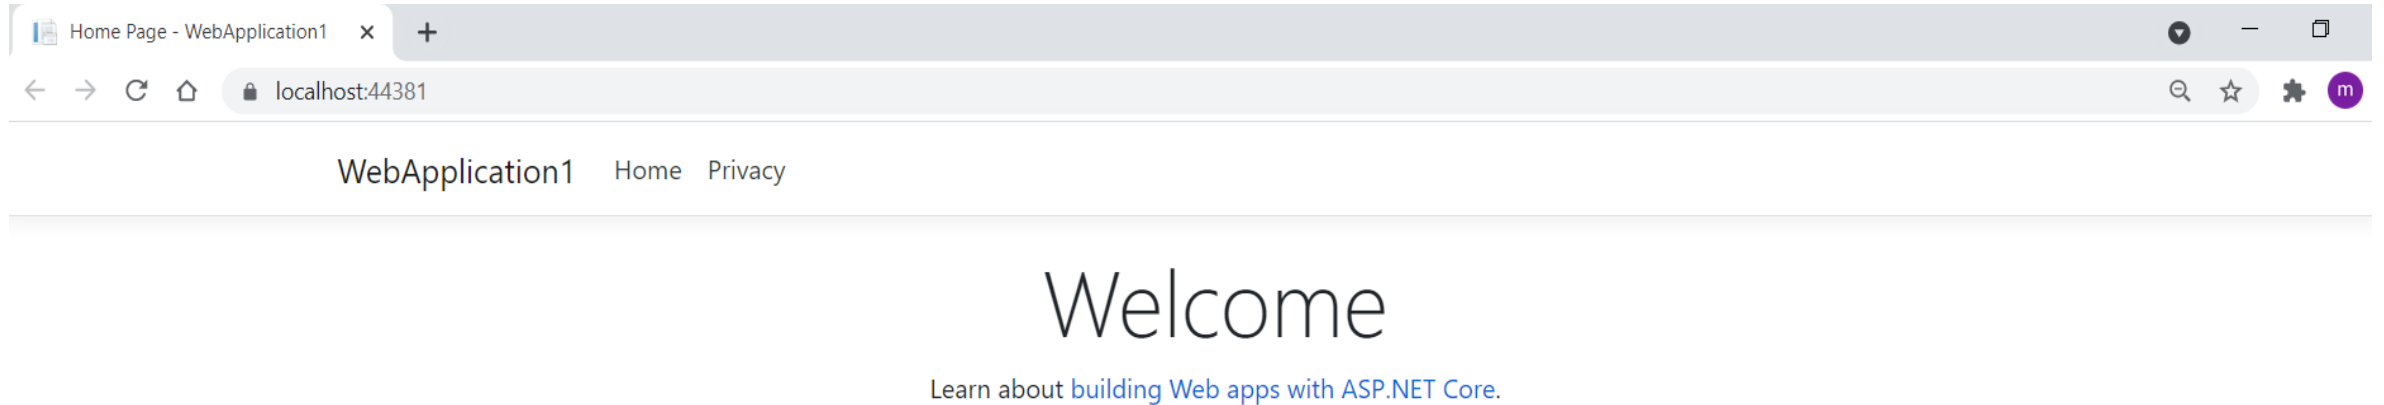 Home Page - WebApplication1
localhost:44381
m
WebApplication1 Home Privacy
Welcome
Learn about building Web apps with ASP.NET Core.